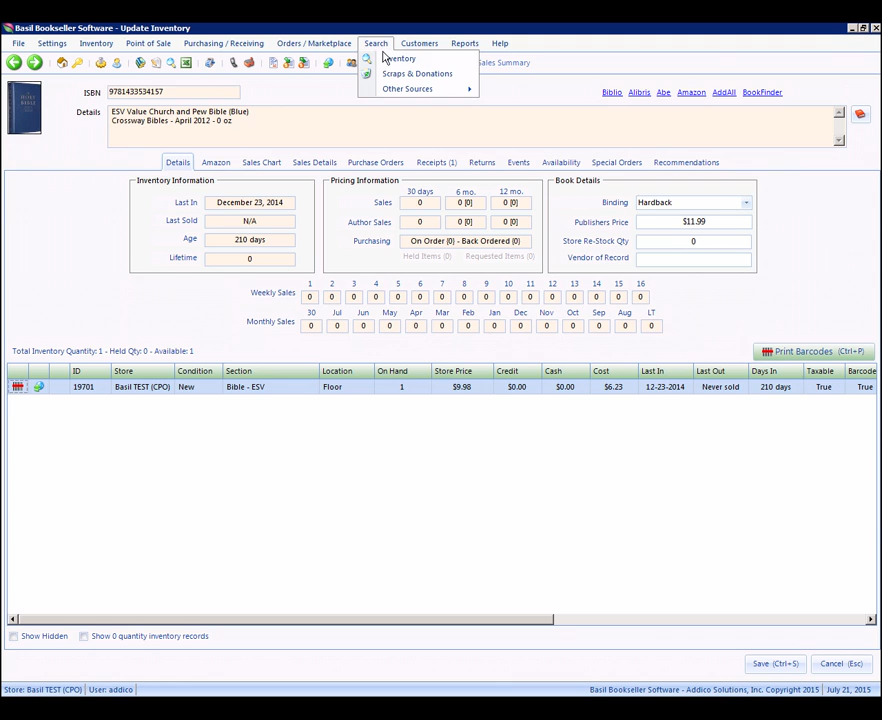 Basil Bookseller Software - Update Inventory
File Settings Inventory Point of Sale Purchasing / Receiving Orders / Marketplace Search Customers Reports Help
Inventory
Scraps & Donations
Other Sources
Sales Summary
ISBN 9781433534157
Biblio Alibris Abe Amazon AddAll BookFinder
Details ESV Value Church and Pew Bible (Blue)
Crossway Bibles - April 2012 - 0 oz
Details Amazon Sales Chart Sales Details Purchase Orders Receipts (1) Returns Events Availability Special Orders Recommendations
Inventory Information
Last In December 23, 2014
Last Sold N/A
Age 210 days
Lifetime 0
Pricing Information
30 days 6 mo. 12 mo.
Sales 0 0 [0] 0 [0]
Author Sales 0 0 [0] 0 [0]
Purchasing On Order (0) - Back Ordered (0)
Held Items (0) Requested Items (0)
Book Details
Binding Hardback
Publishers Price $11.99
Store Re-Stock Qty 0
Vendor of Record
1 2 3 4 5 6 7 8 9 10 11 12 13 14 15 16
Weekly Sales 0 0 0 0 0 0 0 0 0 0 0 0 0 0 0 0
30 Jul Jun May Apr Mar Feb Jan Dec Nov Oct Sep Aug LT
Monthly Sales 0 0 0 0 0 0 0 0 0 0 0 0 0 0
Total Inventory Quantity: 1 - Held Qty: 0 - Available: 1
Print Barcodes (Ctrl+P)
ID Store Condition Section Location On Hand Store Price Credit Cash Cost Last In Last Out Days In Taxable Barcode
19701 Basil TEST (CPO) New Bible - ESV Floor 1 $9.98 $0.00 $0.00 $6.23 12-23-2014 Never sold 210 days True True
Show Hidden Show 0 quantity inventory records
Save (Ctrl+S) Cancel (Esc)
Store: Basil TEST (CPO) User: addico Basil Bookseller Software - Addico Solutions, Inc. Copyright 2015 July 21, 2015